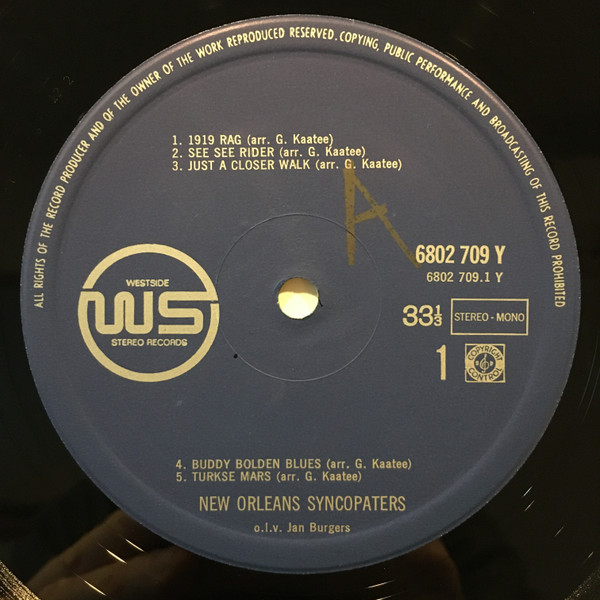 ALL RIGHTS OF THE RECORD PRODUCER AND OF THE OWNER OF THE WORK REPRODUCED RESERVED. COPYING, PUBLIC PERFORMANCE AND BROADCASTING OF THIS RECORD PROHIBITED
1. 1919 RAG (arr. G. Kaatee)
2. SEE SEE RIDER (arr. G. Kaatee)
3. JUST A CLOSER WALK (arr. G. Kaatee)
A
6802 709 Y
6802 709.1 Y
WESTSIDE
WS
STEREO RECORDS
33⅓
STEREO - MONO
1
COPYRIGHT
CONTROL
4. BUDDY BOLDEN BLUES (arr. G. Kaatee)
5. TURKSE MARS (arr. G. Kaatee)
NEW ORLEANS SYNCOPATERS
o.l.v. Jan Burgers